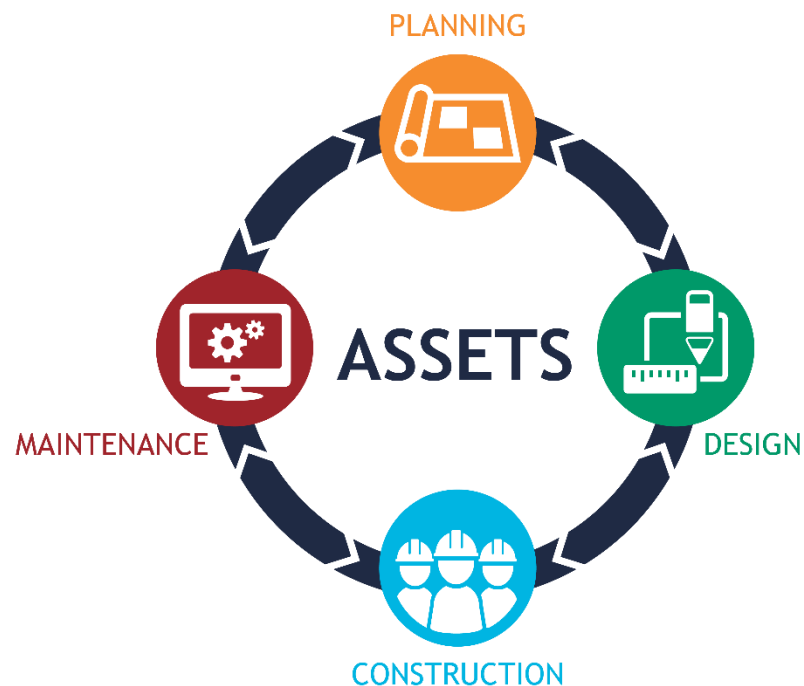 PLANNING
ASSETS
MAINTENANCE
DESIGN
CONSTRUCTION